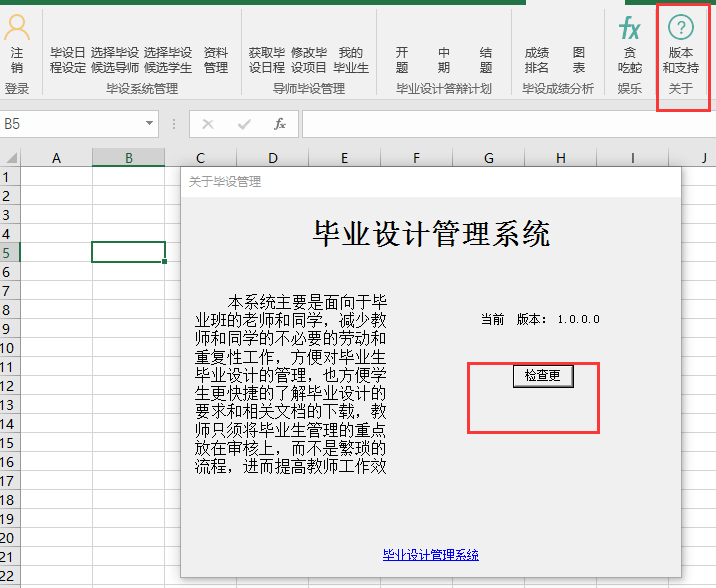 注 毕设日 选择毕设 选择毕设 资料 获取毕 修改毕 我的 开 中 结 成绩 图 贪 版本
销 程设定 候选导师 候选学生 管理 设日程 设项目 毕业生 题 期 题 排名 表 吃蛇 和支持
登录 毕设系统管理 导师毕设管理 毕业设计答辩计划 毕设成绩分析 娱乐 关于
B5 fx
A B C D E F G H I J
1
2
3
4
5
6
7
8
9
10
11
12
13
14
15
16
17
18
19
20
21
22
关于毕设管理
毕业设计管理系统
本系统主要是面向于毕
业班的老师和同学，减少教
师和同学的不必要的劳动和
重复性工作，方便对毕业生
毕业设计的管理，也方便学
生更快捷的了解毕业设计的
要求和相关文档的下载，教
师只须将毕业生管理的重点
放在审核上，而不是繁琐的
流程，进而提高教师工作效
当前 版本： 1.0.0.0
检查更
毕业设计管理系统